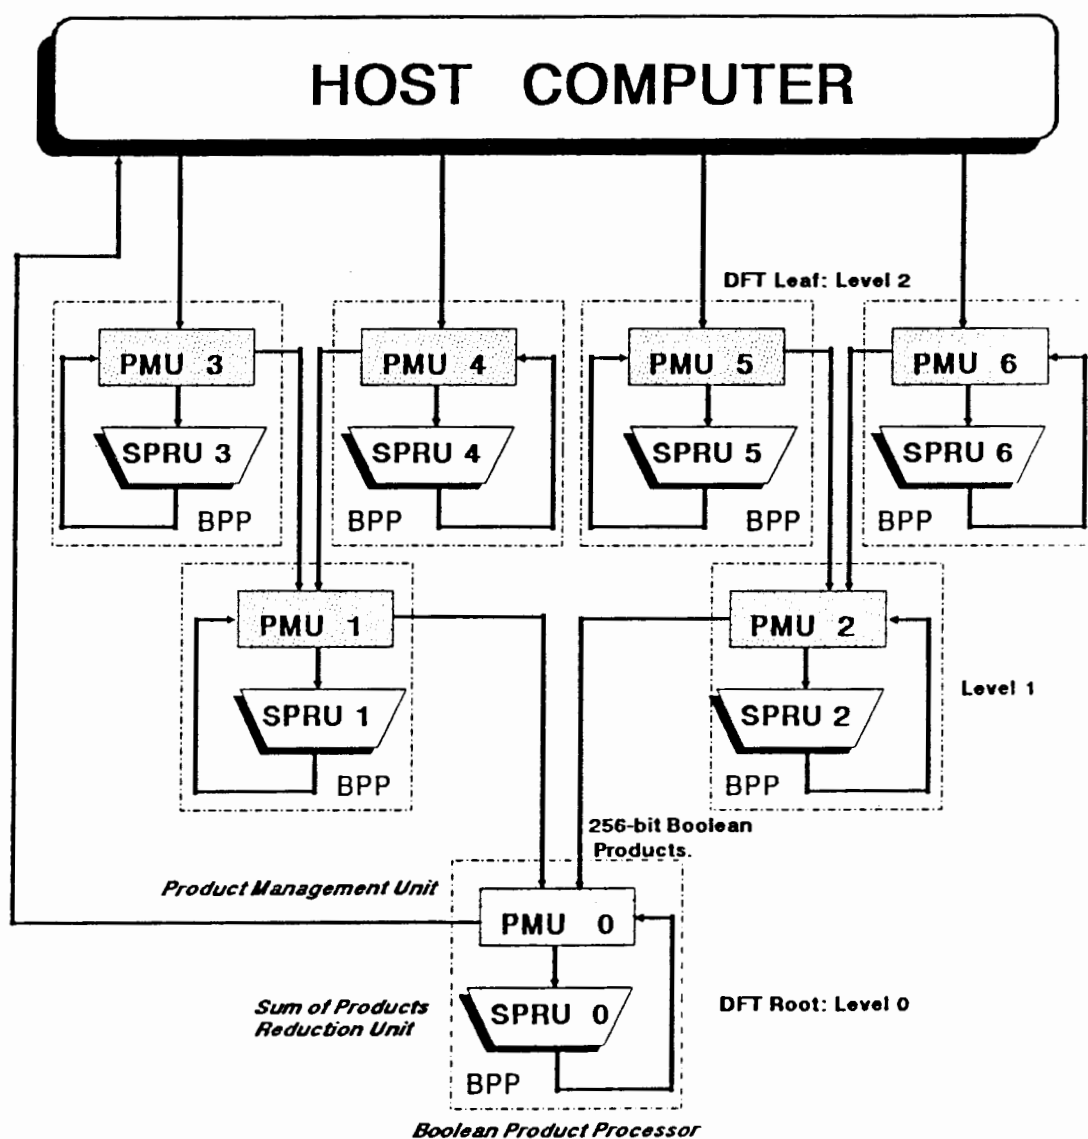 HOST COMPUTER
DFT Leaf: Level 2
PMU 3
PMU 4
PMU 5
PMU 6
SPRU 3
SPRU 4
SPRU 5
SPRU 6
BPP
BPP
BPP
BPP
PMU 1
PMU 2
Level 1
SPRU 1
SPRU 2
BPP
BPP
256-bit Boolean
Products.
Product Management Unit
PMU 0
Sum of Products
Reduction Unit
SPRU 0
DFT Root: Level 0
BPP
Boolean Product Processor